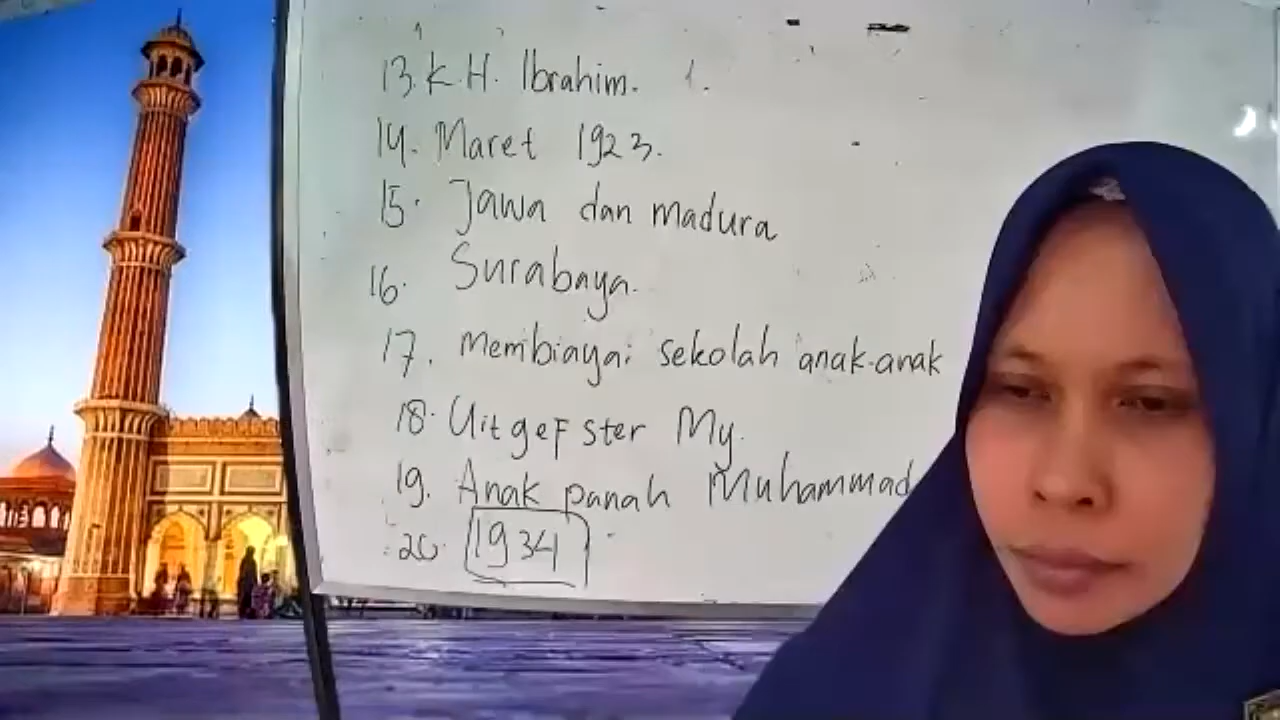 13. K.H. Ibrahim. 1.
14. Maret 1923.
15. Jawa dan madura
16. Surabaya.
17. Membiayai sekolah anak-anak
18. Uitgef ster My.
19. Anak panah Muhammad
20. 1934